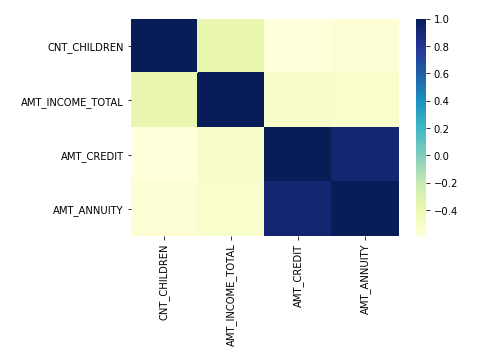 CNT_CHILDREN
AMT_INCOME_TOTAL
AMT_CREDIT
AMT_ANNUITY
CNT_CHILDREN
AMT_INCOME_TOTAL
AMT_CREDIT
AMT_ANNUITY
1.0
0.8
0.6
0.4
0.2
0.0
−0.2
−0.4